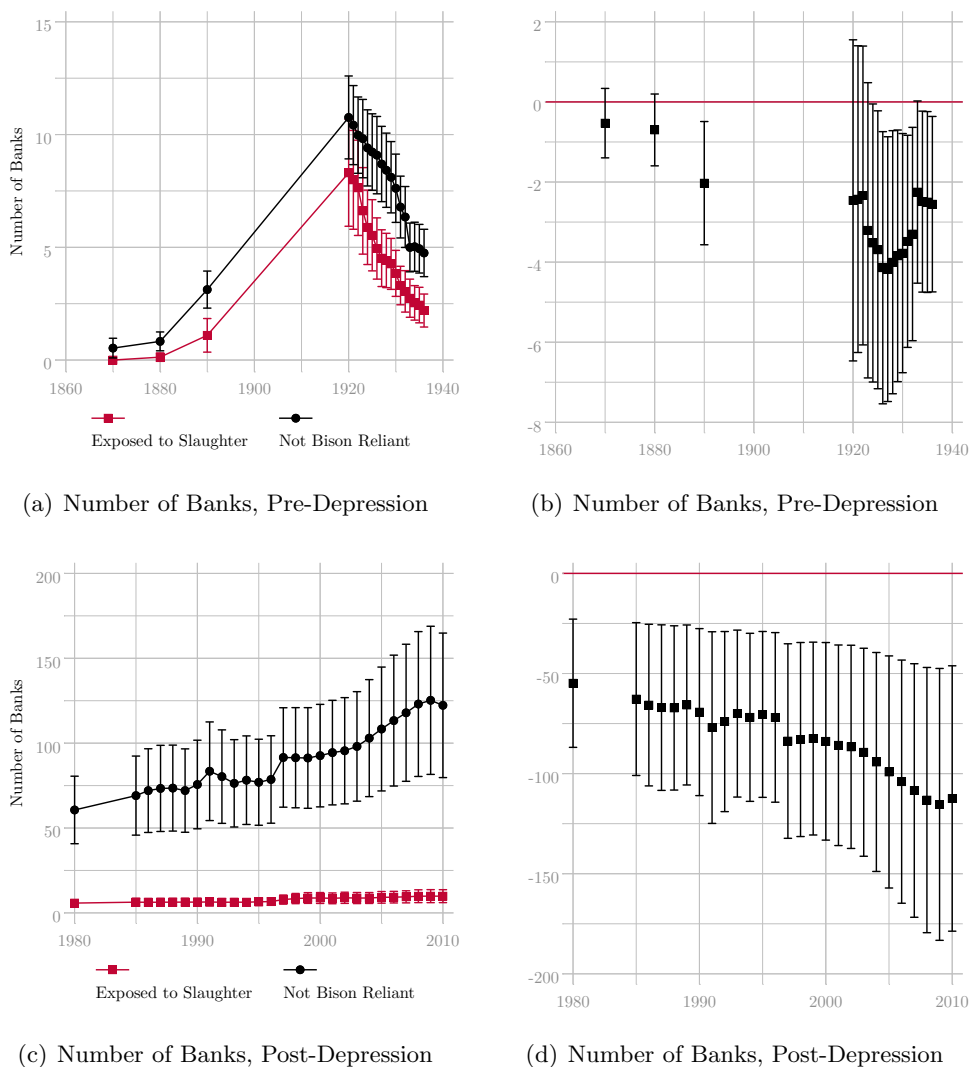 15
10
5
0
Number of Banks
1860 1880 1900 1920 1940
Exposed to Slaughter Not Bison Reliant
(a) Number of Banks, Pre-Depression
2
0
-2
-4
-6
-8
1860 1880 1900 1920 1940
(b) Number of Banks, Pre-Depression
200
150
100
50
0
Number of Banks
1980 1990 2000 2010
Exposed to Slaughter Not Bison Reliant
(c) Number of Banks, Post-Depression
0
-50
-100
-150
-200
1980 1990 2000 2010
(d) Number of Banks, Post-Depression